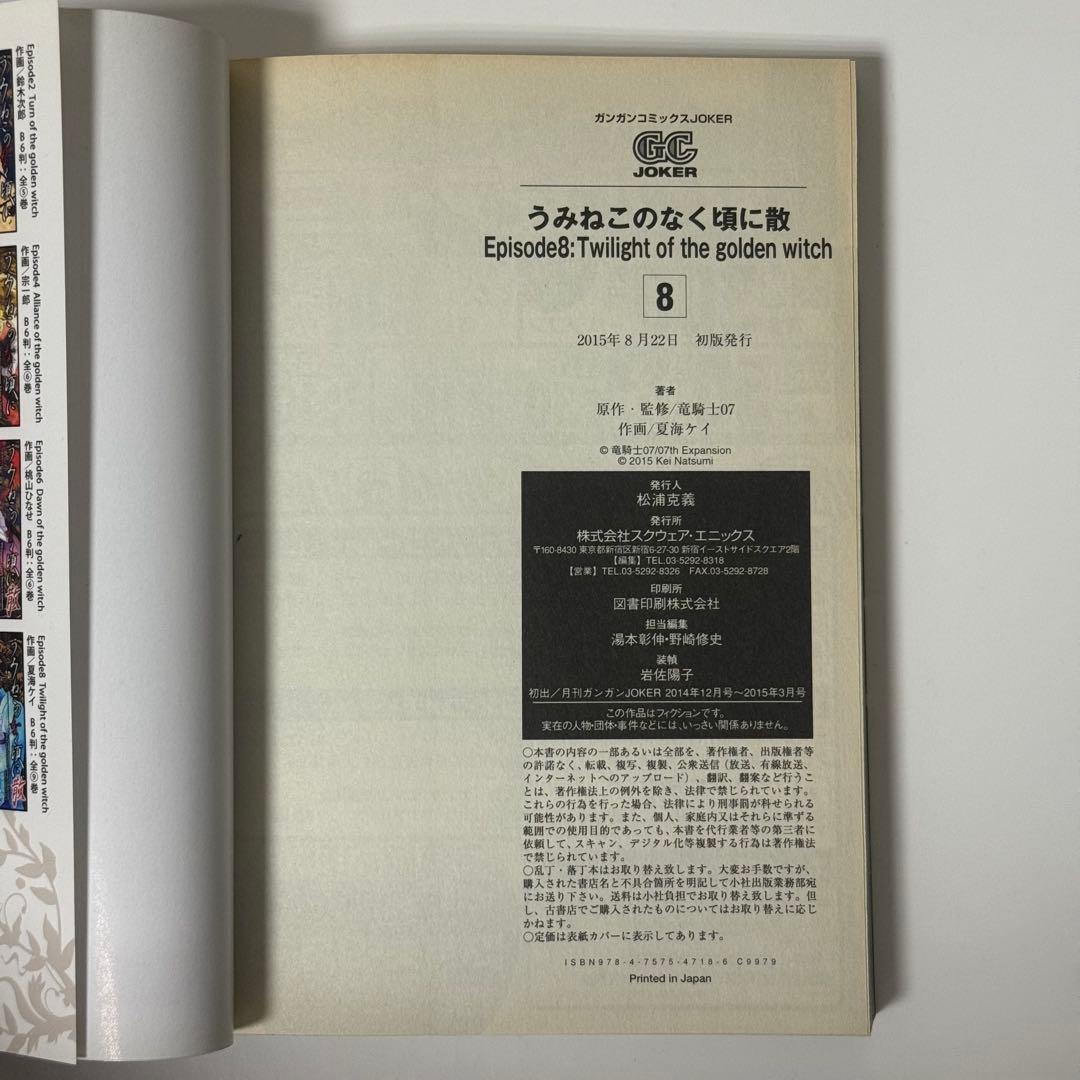 Episode2 Turn of the golden witch
作画/鈴木次郎 B6判:全⑤巻
Episode4 Alliance of the golden witch
作画/宗一郎 B6判:全⑥巻
Episode6 Dawn of the golden witch
作画/桃山ひなせ B6判:全⑥巻
Episode8 Twilight of the golden witch
作画/夏海ケイ B6判:全⑨巻
ガンガンコミックスJOKER
GC
JOKER
うみねこのなく頃に散
Episode8:Twilight of the golden witch
8
2015年8月22日 初版発行
著者
原作・監修/竜騎士07
作画/夏海ケイ
© 竜騎士07/07th Expansion
© 2015 Kei Natsumi
発行人
松浦克義
発行所
株式会社スクウェア・エニックス
〒160-8430 東京都新宿区新宿6-27-30 新宿イーストサイドスクエア2階
【編集】TEL.03-5292-8318
【営業】TEL.03-5292-8326 FAX.03-5292-8728
印刷所
図書印刷株式会社
担当編集
湯本彰伸・野崎修史
装幀
岩佐陽子
初出/月刊ガンガンJOKER 2014年12月号〜2015年3月号
この作品はフィクションです。
実在の人物・団体・事件などには、いっさい関係ありません。
○本書の内容の一部あるいは全部を、著作権者、出版権者等
の許諾なく、転載、複写、複製、公衆送信(放送、有線放送、
インターネットへのアップロード)、翻訳、翻案など行うこ
とは、著作権法上の例外を除き、法律で禁じられています。
これらの行為を行った場合、法律により刑事罰が科せられる
可能性があります。また、個人、家庭内又はそれらに準ずる
範囲での使用目的であっても、本書を代行業者等の第三者に
依頼して、スキャン、デジタル化等複製する行為は著作権法
で禁じられています。
○乱丁・落丁本はお取り替え致します。大変お手数ですが、
購入された書店名と不具合箇所を明記して小社出版業務部宛
にお送り下さい。送料は小社負担でお取り替え致します。但
し、古書店でご購入されたものについてはお取り替えに応じ
かねます。
○定価は表紙カバーに表示してあります。
ISBN978-4-7575-4718-6 C9979
Printed in Japan